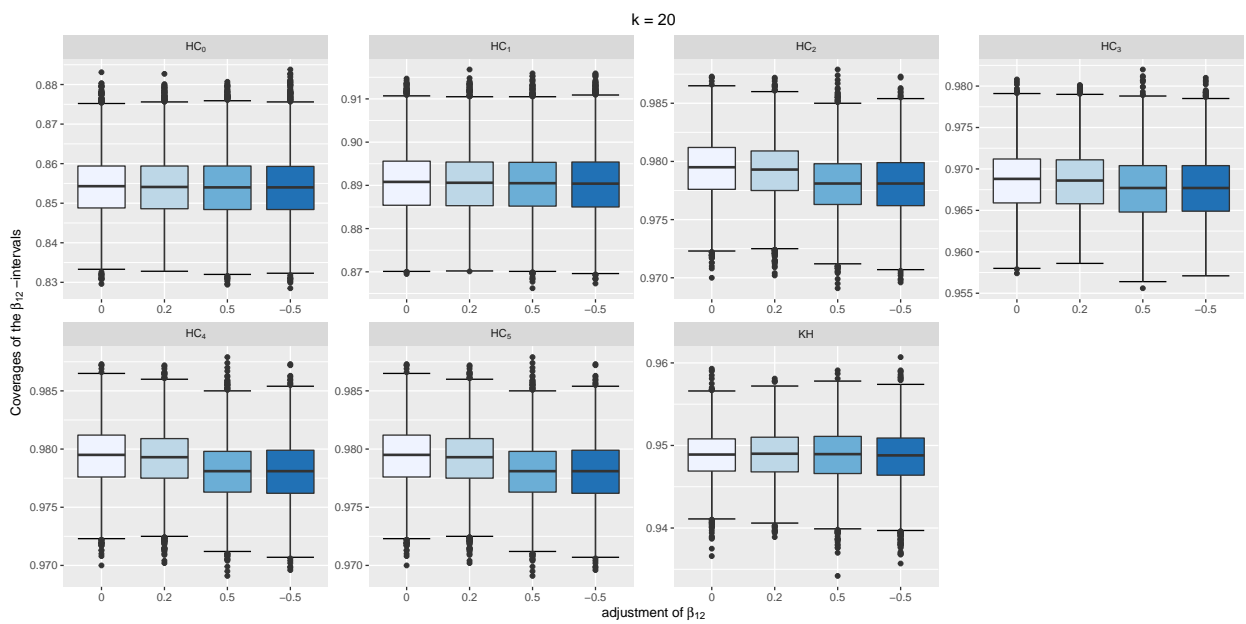 k = 20
HC₀
HC₁
HC₂
HC₃
0.88
0.87
0.86
0.85
0.84
0.83
0.91
0.90
0.89
0.88
0.87
0.985
0.980
0.975
0.970
0.980
0.975
0.970
0.965
0.960
0.955
0 0.2 0.5 −0.5
0 0.2 0.5 −0.5
0 0.2 0.5 −0.5
0 0.2 0.5 −0.5
Coverages of the β₁₂ −intervals
HC₄
HC₅
KH
0.985
0.980
0.975
0.970
0.985
0.980
0.975
0.970
0.96
0.95
0.94
0 0.2 0.5 −0.5
0 0.2 0.5 −0.5
0 0.2 0.5 −0.5
adjustment of β₁₂